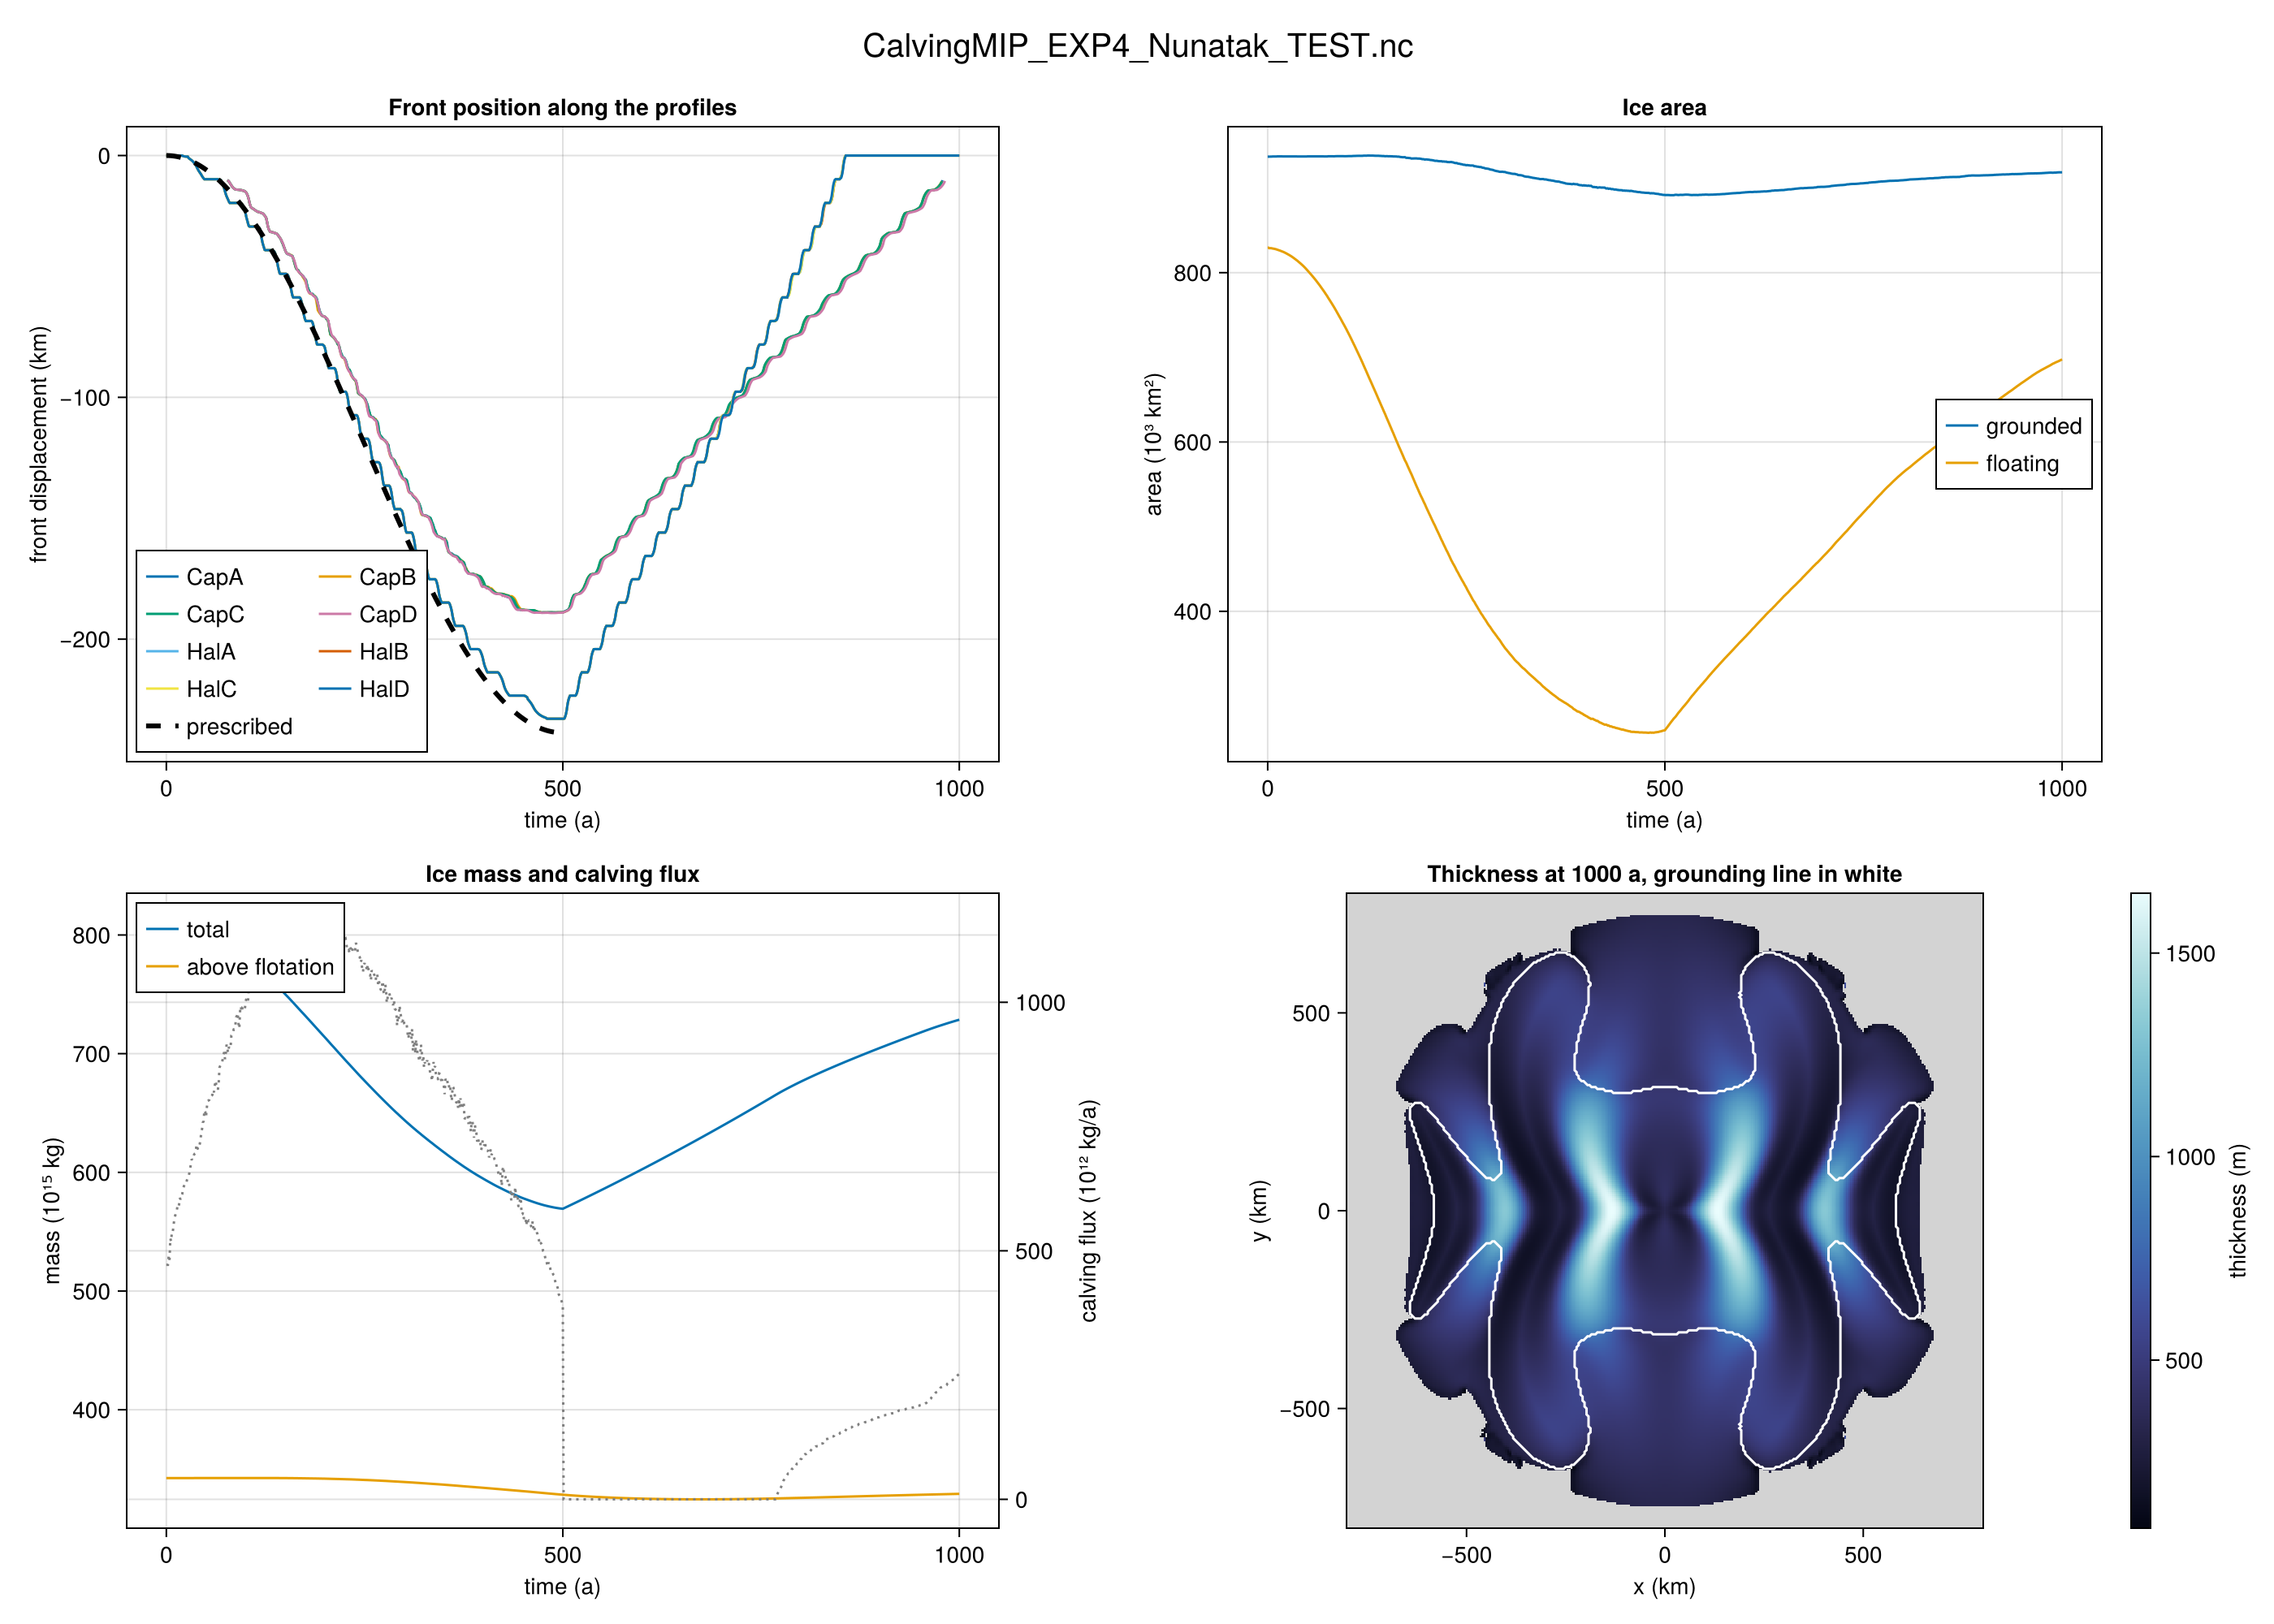 CalvingMIP_EXP4_Nunatak_TEST.nc
Front position along the profiles
0
−100
−200
front displacement (km)
CapA
CapB
CapC
CapD
HalA
HalB
HalC
HalD
prescribed
0
500
1000
time (a)
Ice area
800
600
400
area (10³ km²)
grounded
floating
0
500
1000
time (a)
Ice mass and calving flux
800
700
600
500
400
mass (10¹⁵ kg)
total
above flotation
1000
500
0
calving flux (10¹² kg/a)
0
500
1000
time (a)
Thickness at 1000 a, grounding line in white
500
0
−500
y (km)
−500
0
500
x (km)
1500
1000
500
thickness (m)